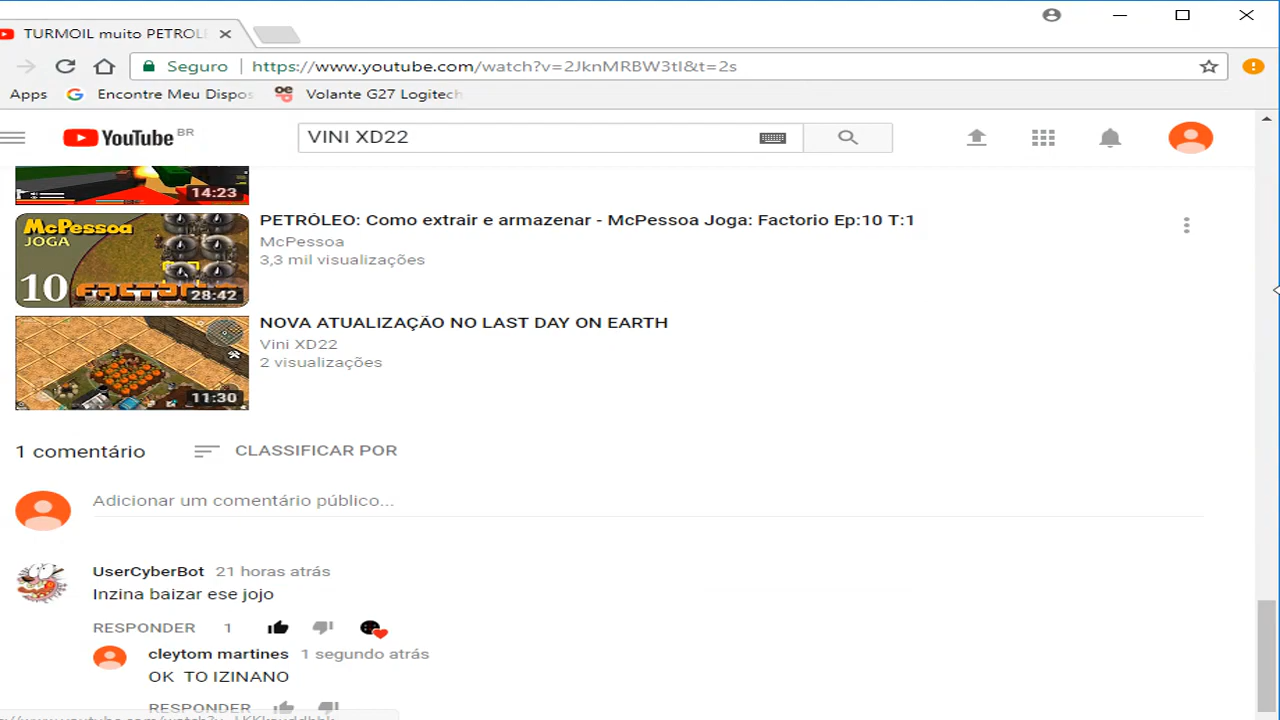 TURMOIL muito PETROL
Seguro https://www.youtube.com/watch?v=2JknMRBW3tI&t=2s
Apps Encontre Meu Dispos Volante G27 Logitech
YouTube BR VINI XD22
14:23
McPessoa
JOGA
10 FACTORIO
28:42
PETRÓLEO: Como extrair e armazenar - McPessoa Joga: Factorio Ep:10 T:1
McPessoa
3,3 mil visualizações
11:30
NOVA ATUALIZAÇÃO NO LAST DAY ON EARTH
Vini XD22
2 visualizações
1 comentário CLASSIFICAR POR
Adicionar um comentário público...
UserCyberBot 21 horas atrás
Inzina baizar ese jojo
RESPONDER 1
cleytom martines 1 segundo atrás
OK TO IZINANO
RESPONDER